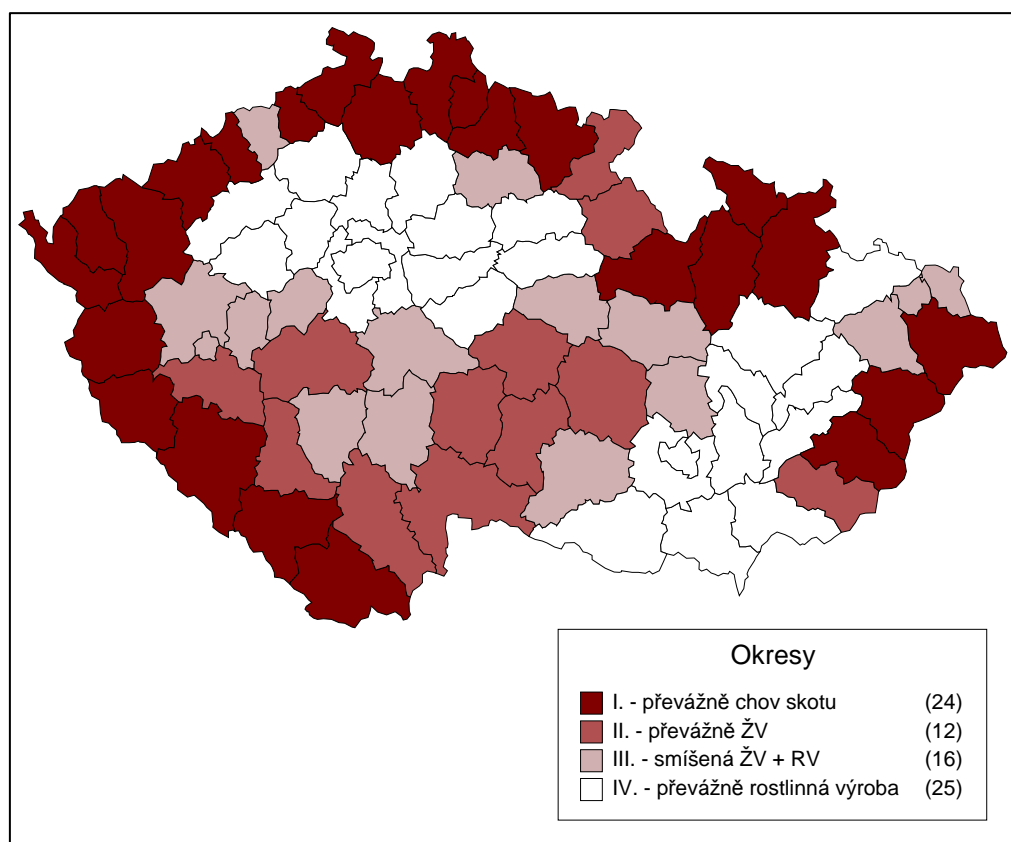 Okresy
I. - převážně chov skotu (24)
II. - převážně ŽV (12)
III. - smíšená ŽV + RV (16)
IV. - převážně rostlinná výroba (25)